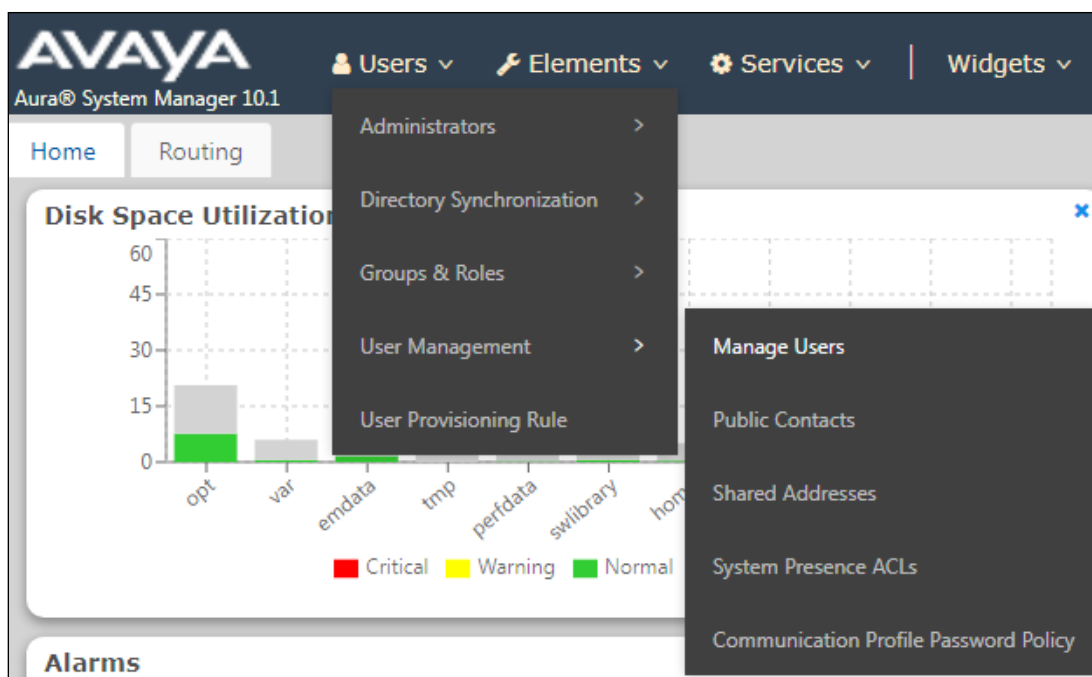 AVAYA
Aura® System Manager 10.1
Users
Elements
Services
Widgets
Home
Routing
Administrators
Directory Synchronization
Groups & Roles
User Management
User Provisioning Rule
Manage Users
Public Contacts
Shared Addresses
System Presence ACLs
Communication Profile Password Policy
Disk Space Utilization
60
45
30
15
0
opt
var
emdata
tmp
perfdata
swlibrary
hom
Critical
Warning
Normal
Alarms